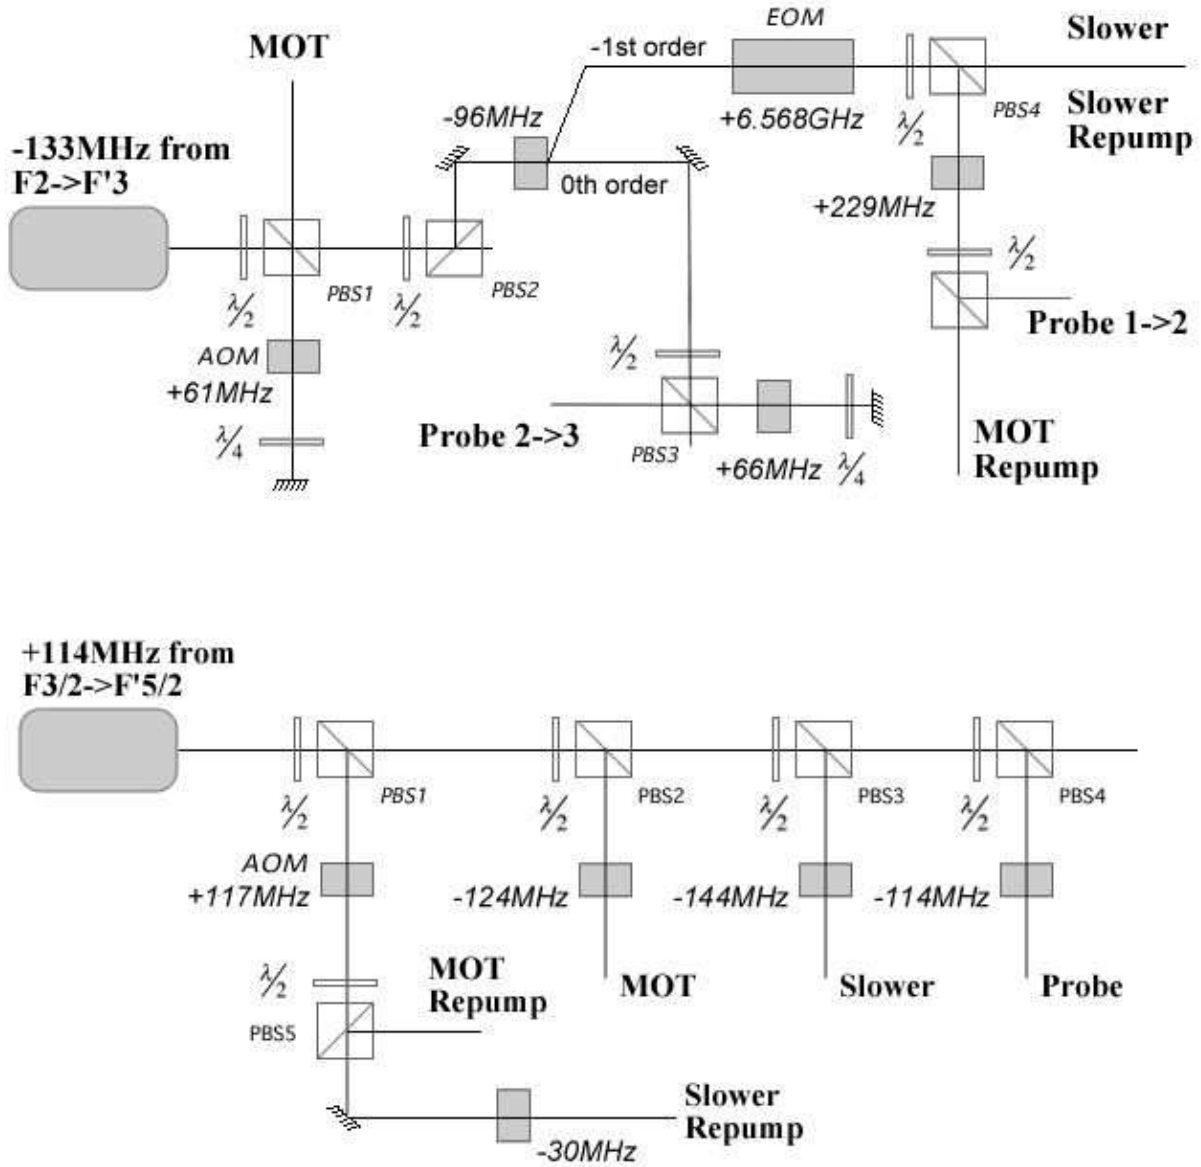 EOM
MOT
-1st order
Slower
-96MHz
+6.568GHz
λ/2
PBS4
Slower
Repump
-133MHz from
F2->F'3
0th order
+229MHz
λ/2
PBS1
λ/2
PBS2
λ/2
Probe 1->2
AOM
+61MHz
λ/2
λ/4
Probe 2->3
PBS3
+66MHz
λ/4
MOT
Repump
+114MHz from
F3/2->F'5/2
λ/2
PBS1
λ/2
PBS2
λ/2
PBS3
λ/2
PBS4
AOM
+117MHz
-124MHz
-144MHz
-114MHz
λ/2
MOT
Repump
MOT
Slower
Probe
PBS5
Slower
Repump
-30MHz